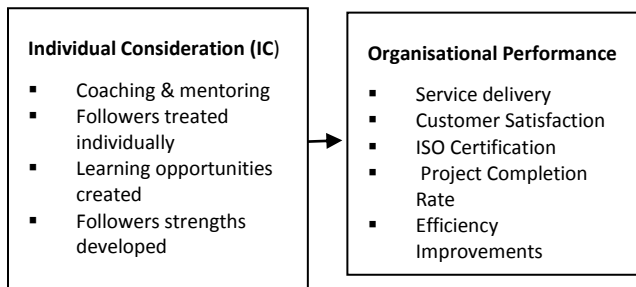 Individual Consideration (IC)
▪ Coaching & mentoring
▪ Followers treated
individually
▪ Learning opportunities
created
▪ Followers strengths
developed
Organisational Performance
▪ Service delivery
▪ Customer Satisfaction
▪ ISO Certification
▪ Project Completion
Rate
▪ Efficiency
Improvements